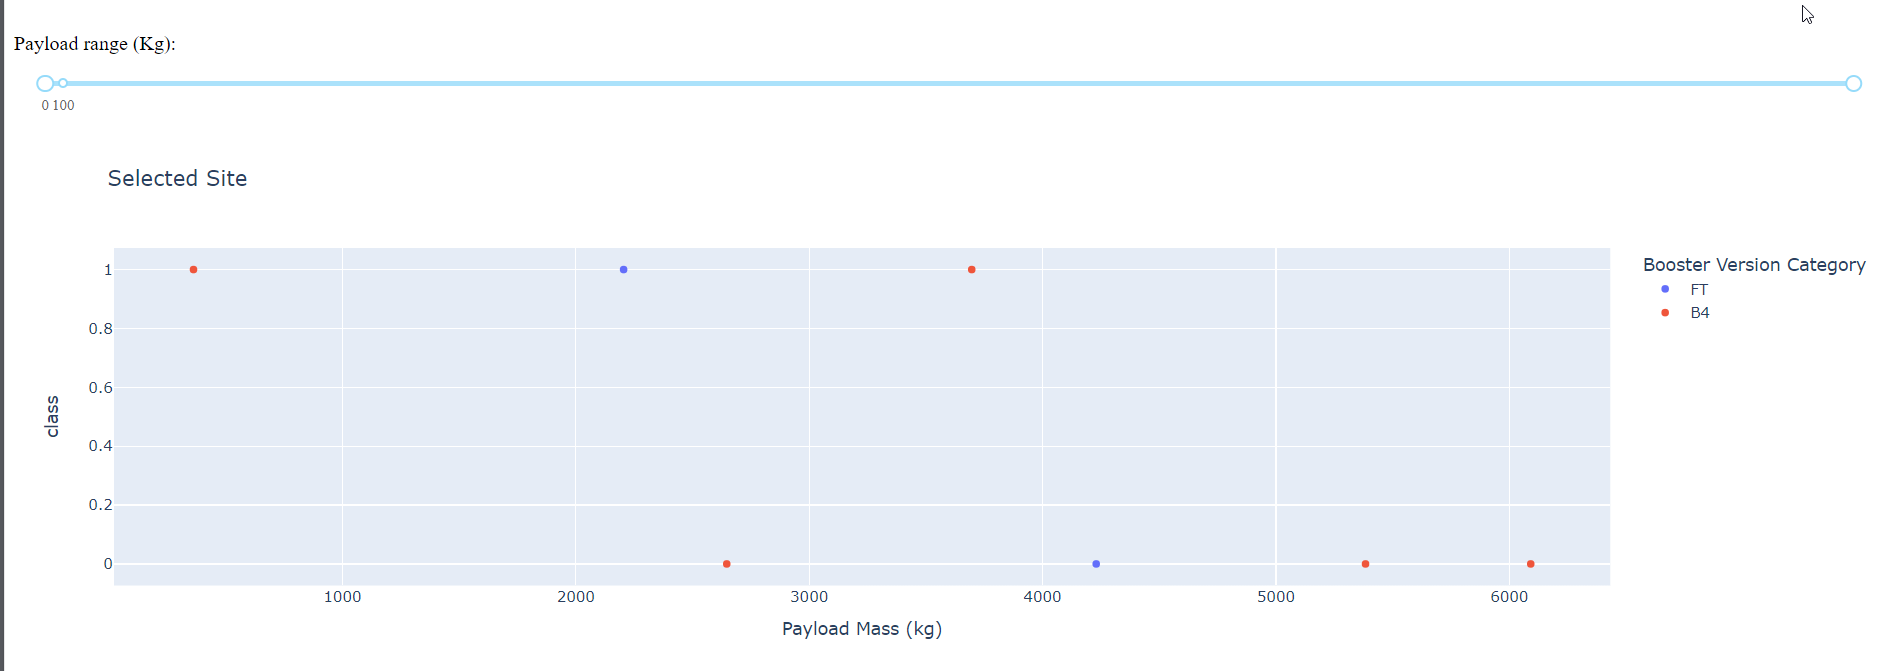 Payload range (Kg):
0 100
Selected Site
1
0.8
0.6
0.4
0.2
0
class
1000 2000 3000 4000 5000 6000
Payload Mass (kg)
Booster Version Category
FT
B4